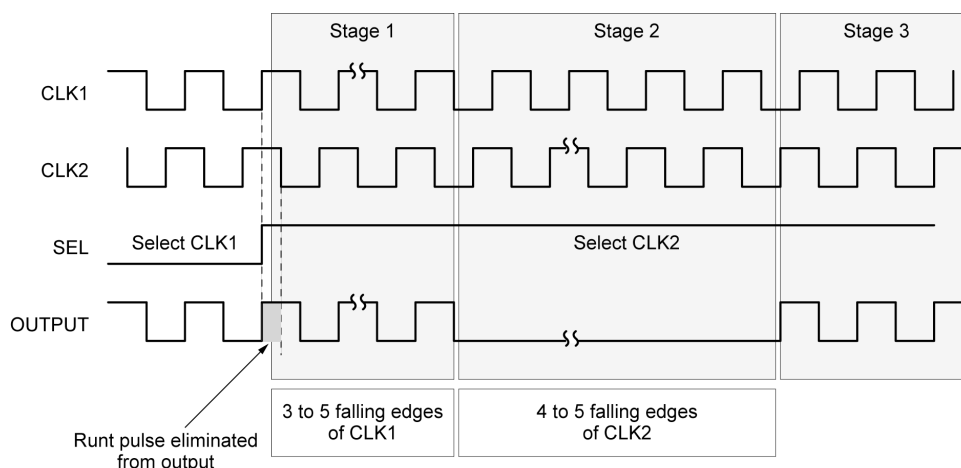 Stage 1
Stage 2
Stage 3
CLK1
CLK2
SEL
Select CLK1
Select CLK2
OUTPUT
3 to 5 falling edges
of CLK1
4 to 5 falling edges
of CLK2
Runt pulse eliminated
from output